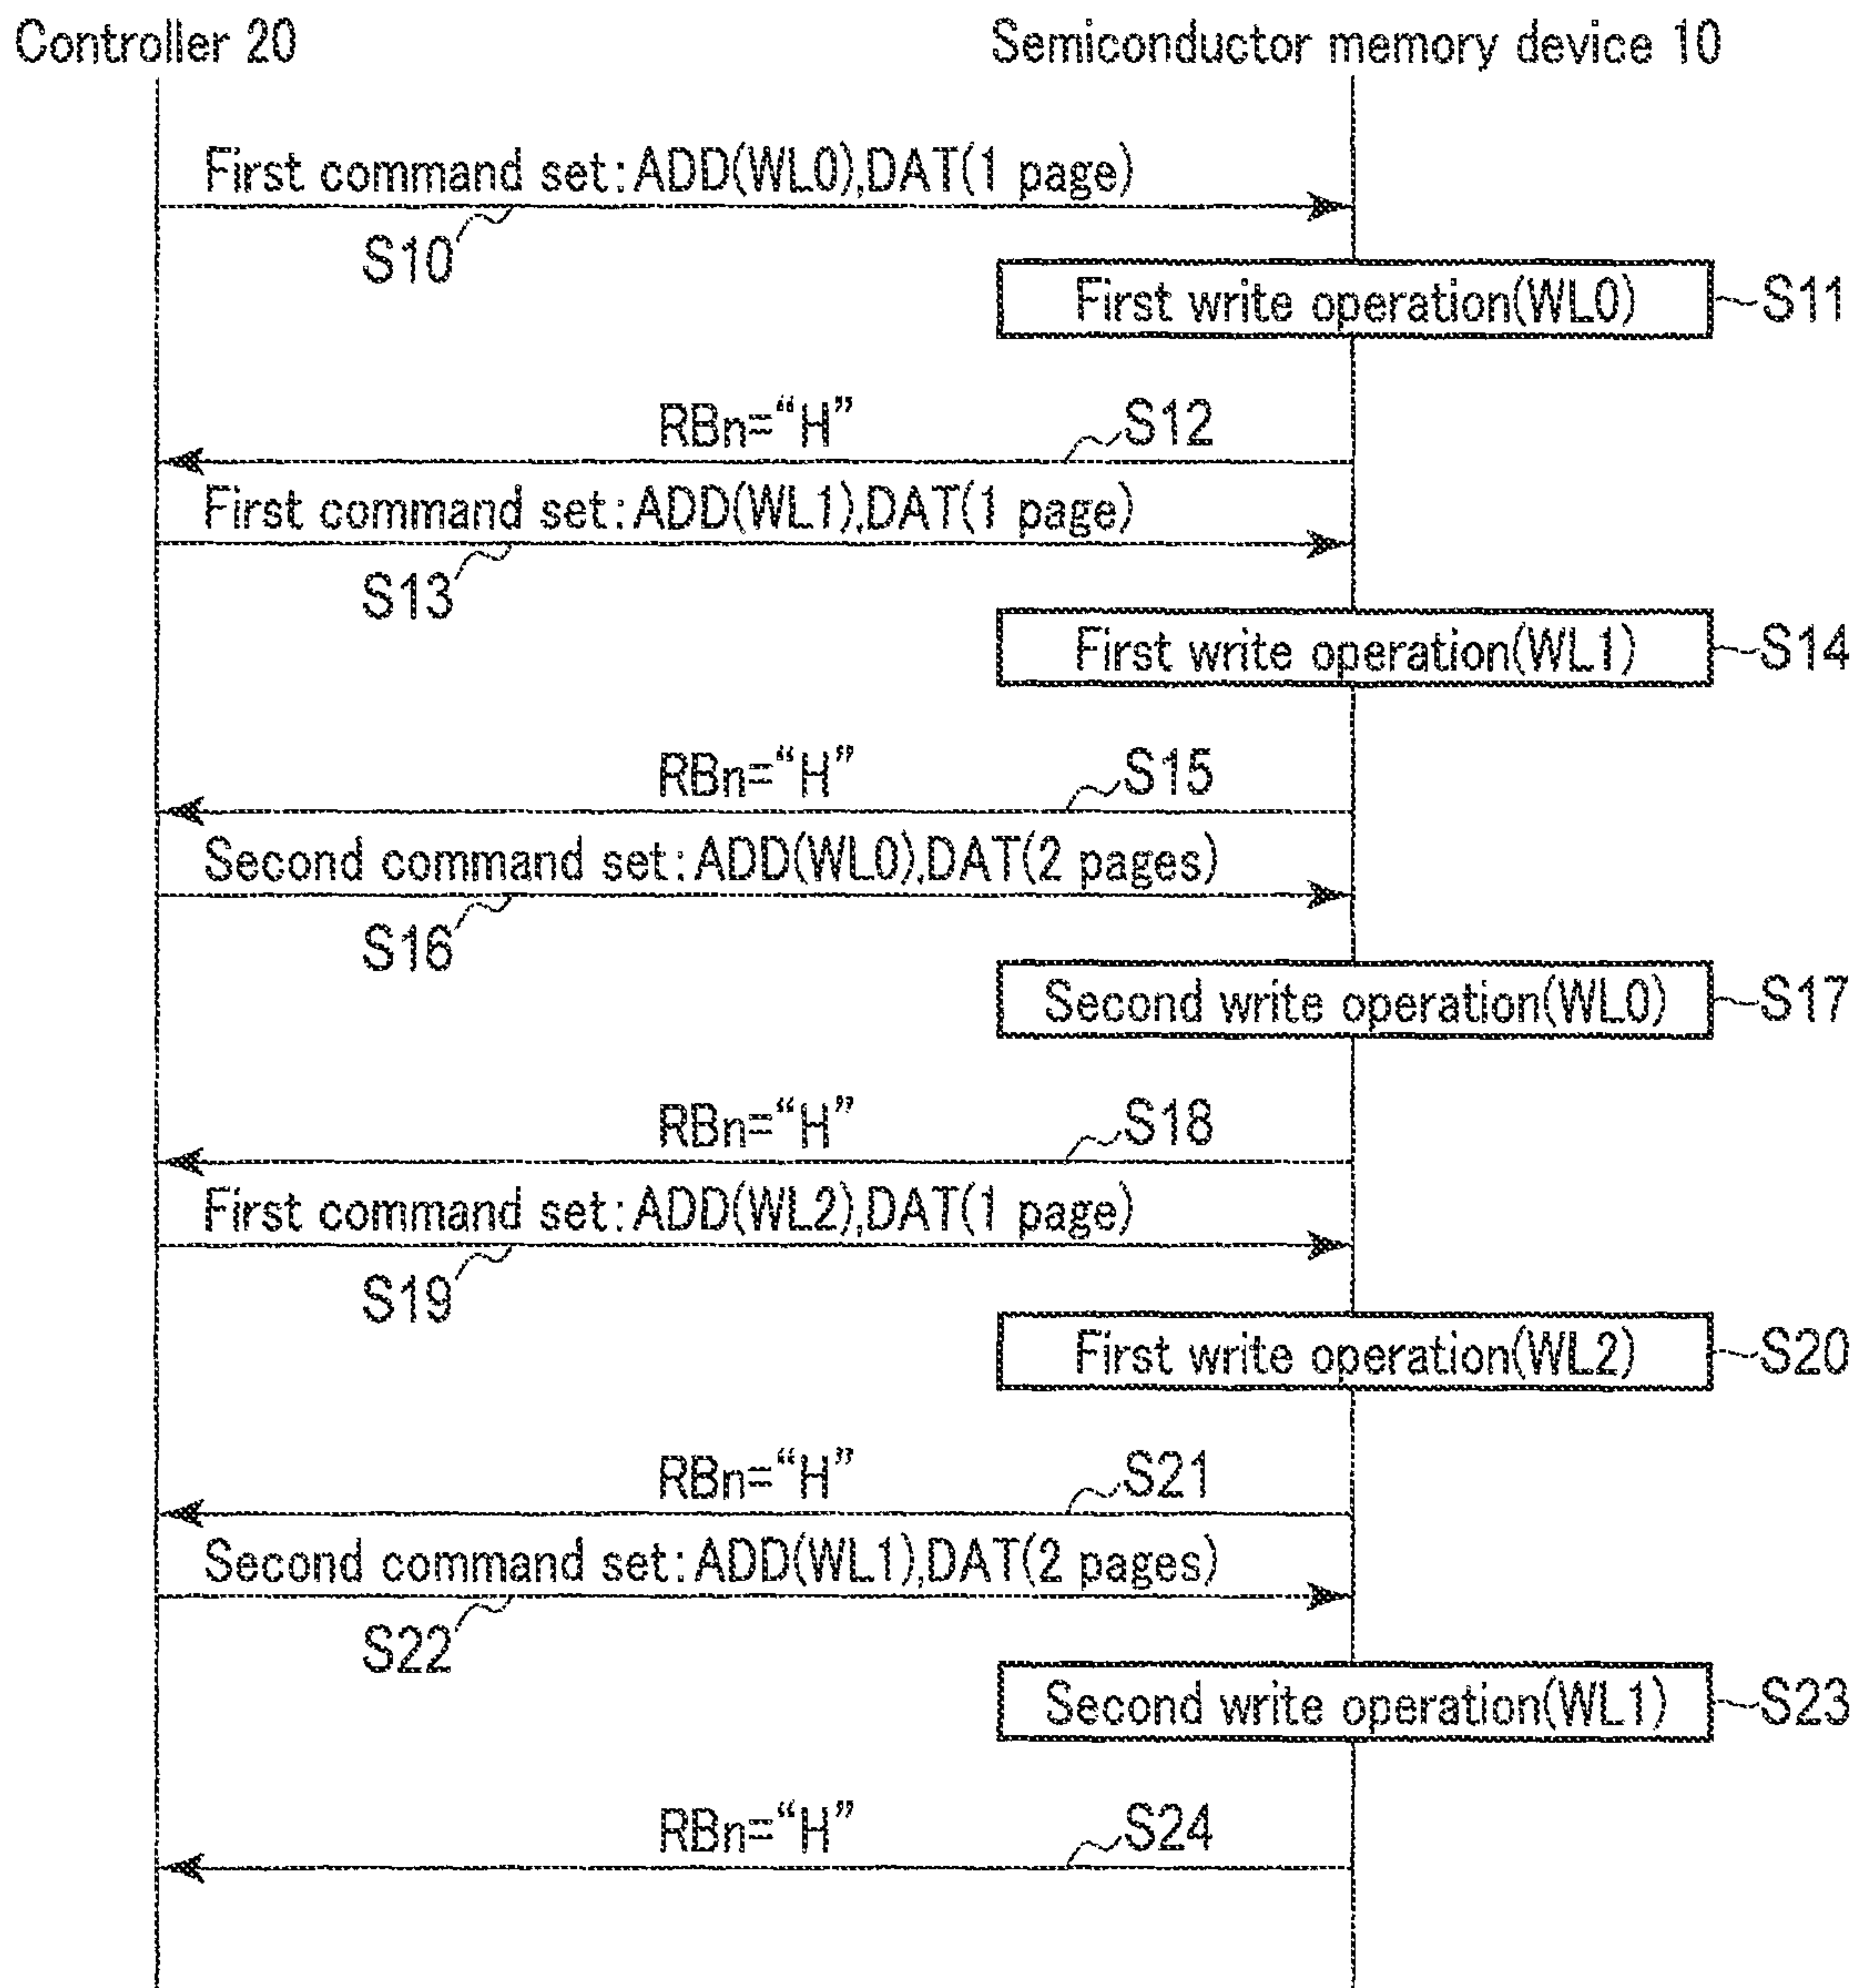 Controller 20
Semiconductor memory device 10
First command set:ADD(WL0),DAT(1 page)
S10
First write operation(WL0)
S11
RBn=“H”
S12
First command set:ADD(WL1),DAT(1 page)
S13
First write operation(WL1)
S14
RBn=“H”
S15
Second command set:ADD(WL0),DAT(2 pages)
S16
Second write operation(WL0)
S17
RBn=“H”
S18
First command set:ADD(WL2),DAT(1 page)
S19
First write operation(WL2)
S20
RBn=“H”
S21
Second command set:ADD(WL1),DAT(2 pages)
S22
Second write operation(WL1)
S23
RBn=“H”
S24